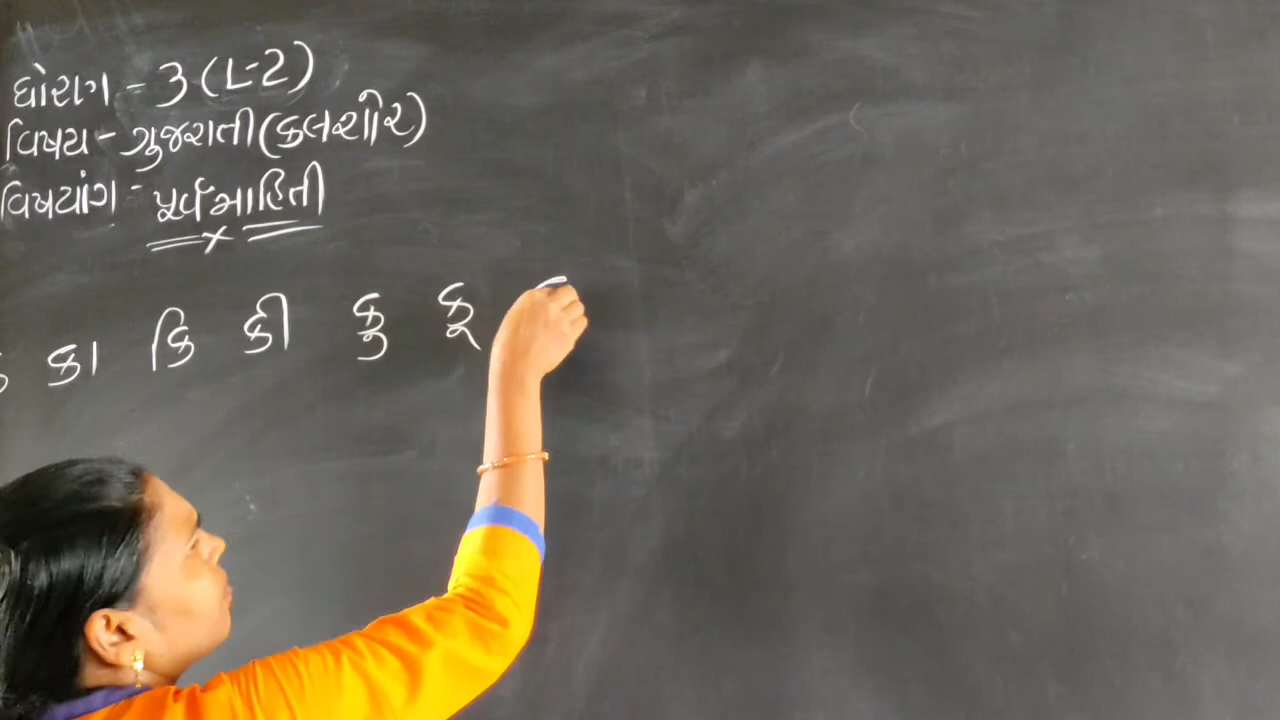 ધોરણ - 3 (L-2)
વિષય - ગુજરાતી (કલશોર)
વિષયાંગ - પૂર્વમાહિતી
કા કિ કી કુ કૂ